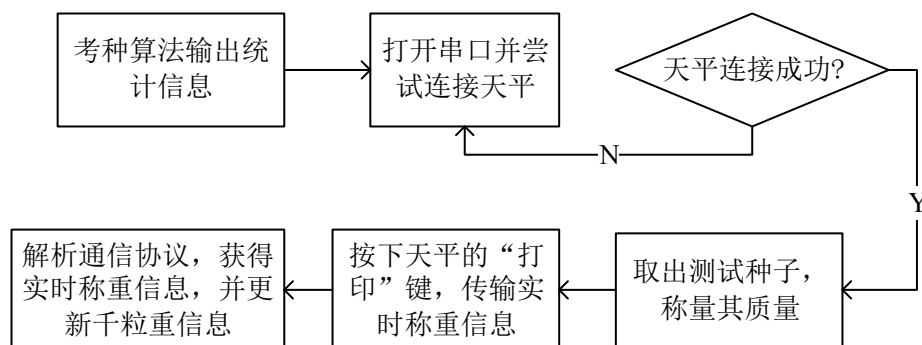 考种算法输出统
计信息
打开串口并尝
试连接天平
天平连接成功?
N
Y
解析通信协议，获得
实时称重信息，并更
新千粒重信息
按下天平的“打
印”键，传输实
时称重信息
取出测试种子，
称量其质量